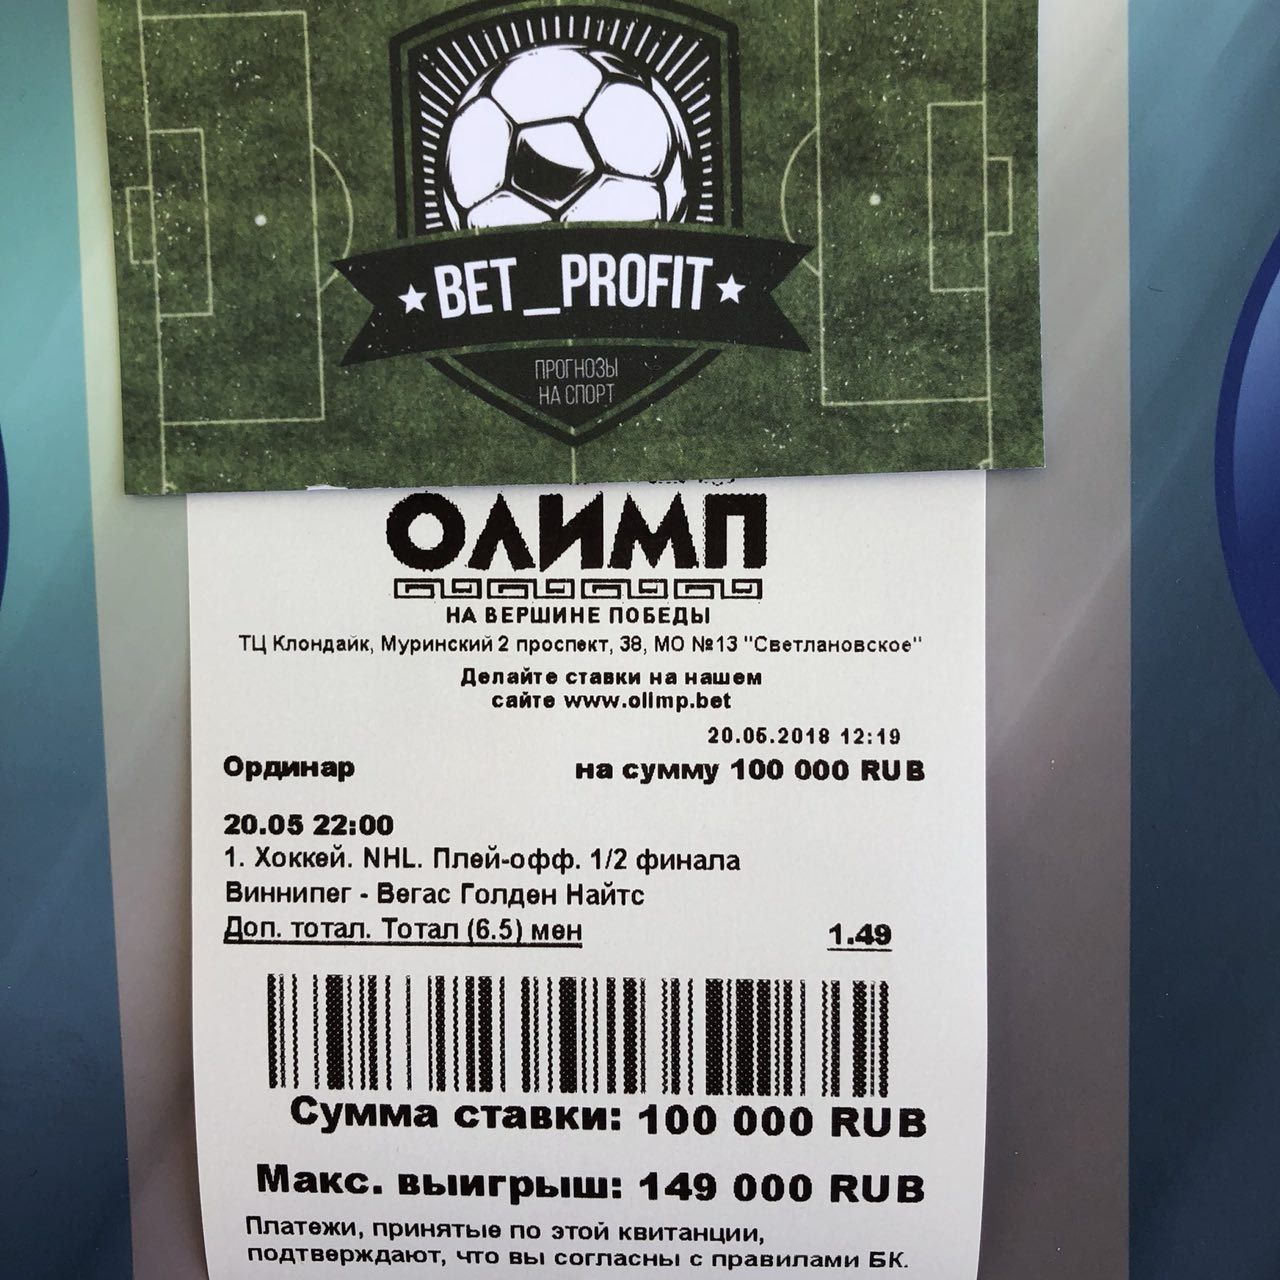 BET_PROFIT
ПРОГНОЗЫ
НА СПОРТ
ОЛИМП
НА ВЕРШИНЕ ПОБЕДЫ
ТЦ Клондайк, Муринский 2 проспект, 38, МО №13 "Светлановское"
Делайте ставки на нашем
сайте www.olimp.bet
20.05.2018 12:19
Ординар на сумму 100 000 RUB
20.05 22:00
1. Хоккей. NHL. Плей-офф. 1/2 финала
Виннипег - Вегас Голден Найтс
Доп. тотал. Тотал (6.5) мен 1.49
Сумма ставки: 100 000 RUB
Макс. выигрыш: 149 000 RUB
Платежи, принятые по этой квитанции,
подтверждают, что вы согласны с правилами БК.